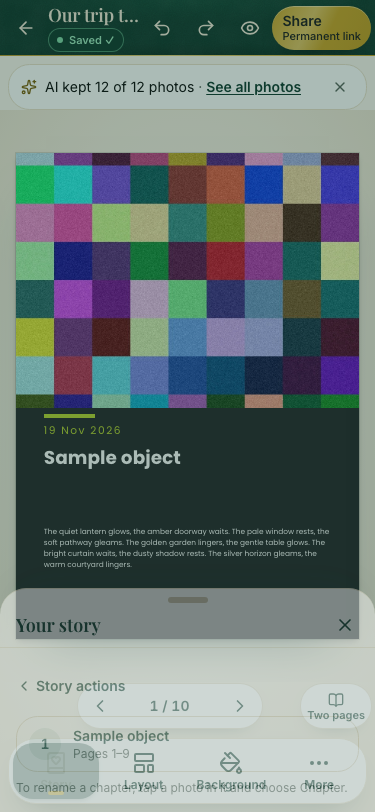 Our trip t…
Saved ✓
Share
Permanent link
AI kept 12 of 12 photos · See all photos
19 Nov 2026
Sample object
The quiet lantern glows, the amber doorway waits. The pale window rests, the
soft pathway gleams. The golden garden lingers, the gentle table glows. The
bright curtain waits, the dusty shadow rests. The silver horizon gleams, the
warm courtyard lingers.
Your story
Story actions
1 / 10
Two pages
1
Sample object
Pages 1–9
Layout
Background
More
To rename a chapter, tap a photo in it and choose Chapter.